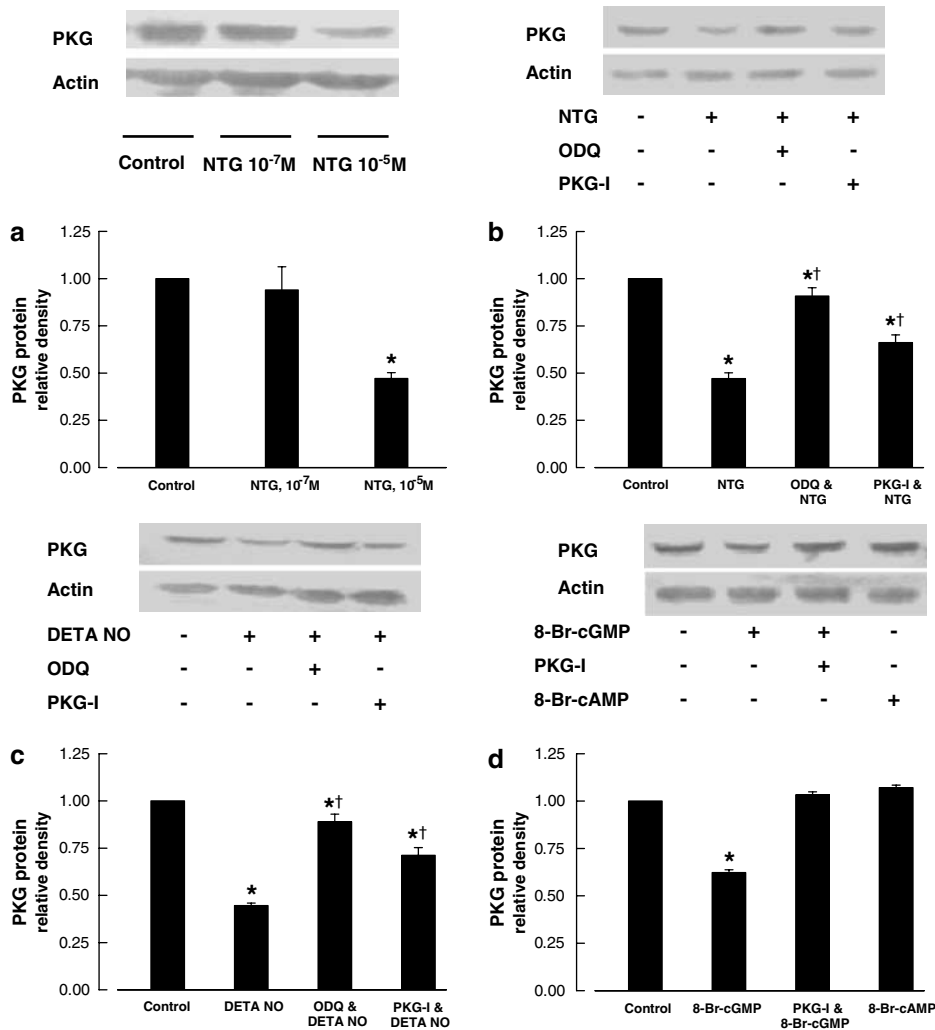 PKG
Actin
Control NTG 10⁻⁷M NTG 10⁻⁵M
PKG
Actin
NTG - + + +
ODQ - - + -
PKG-I - - - +
a
PKG protein
relative density
1.25
1.00
0.75
0.50
0.25
0.00
*
Control NTG, 10⁻⁷M NTG, 10⁻⁵M
b
PKG protein
relative density
1.25
1.00
0.75
0.50
0.25
0.00
* *† *†
Control NTG ODQ & NTG PKG-I & NTG
PKG
Actin
DETA NO - + + +
ODQ - - + -
PKG-I - - - +
PKG
Actin
8-Br-cGMP - + + -
PKG-I - - + -
8-Br-cAMP - - - +
c
PKG protein
relative density
1.25
1.00
0.75
0.50
0.25
0.00
* *† *†
Control DETA NO ODQ & DETA NO PKG-I & DETA NO
d
PKG protein
relative density
1.25
1.00
0.75
0.50
0.25
0.00
*
Control 8-Br-cGMP PKG-I & 8-Br-cGMP 8-Br-cAMP